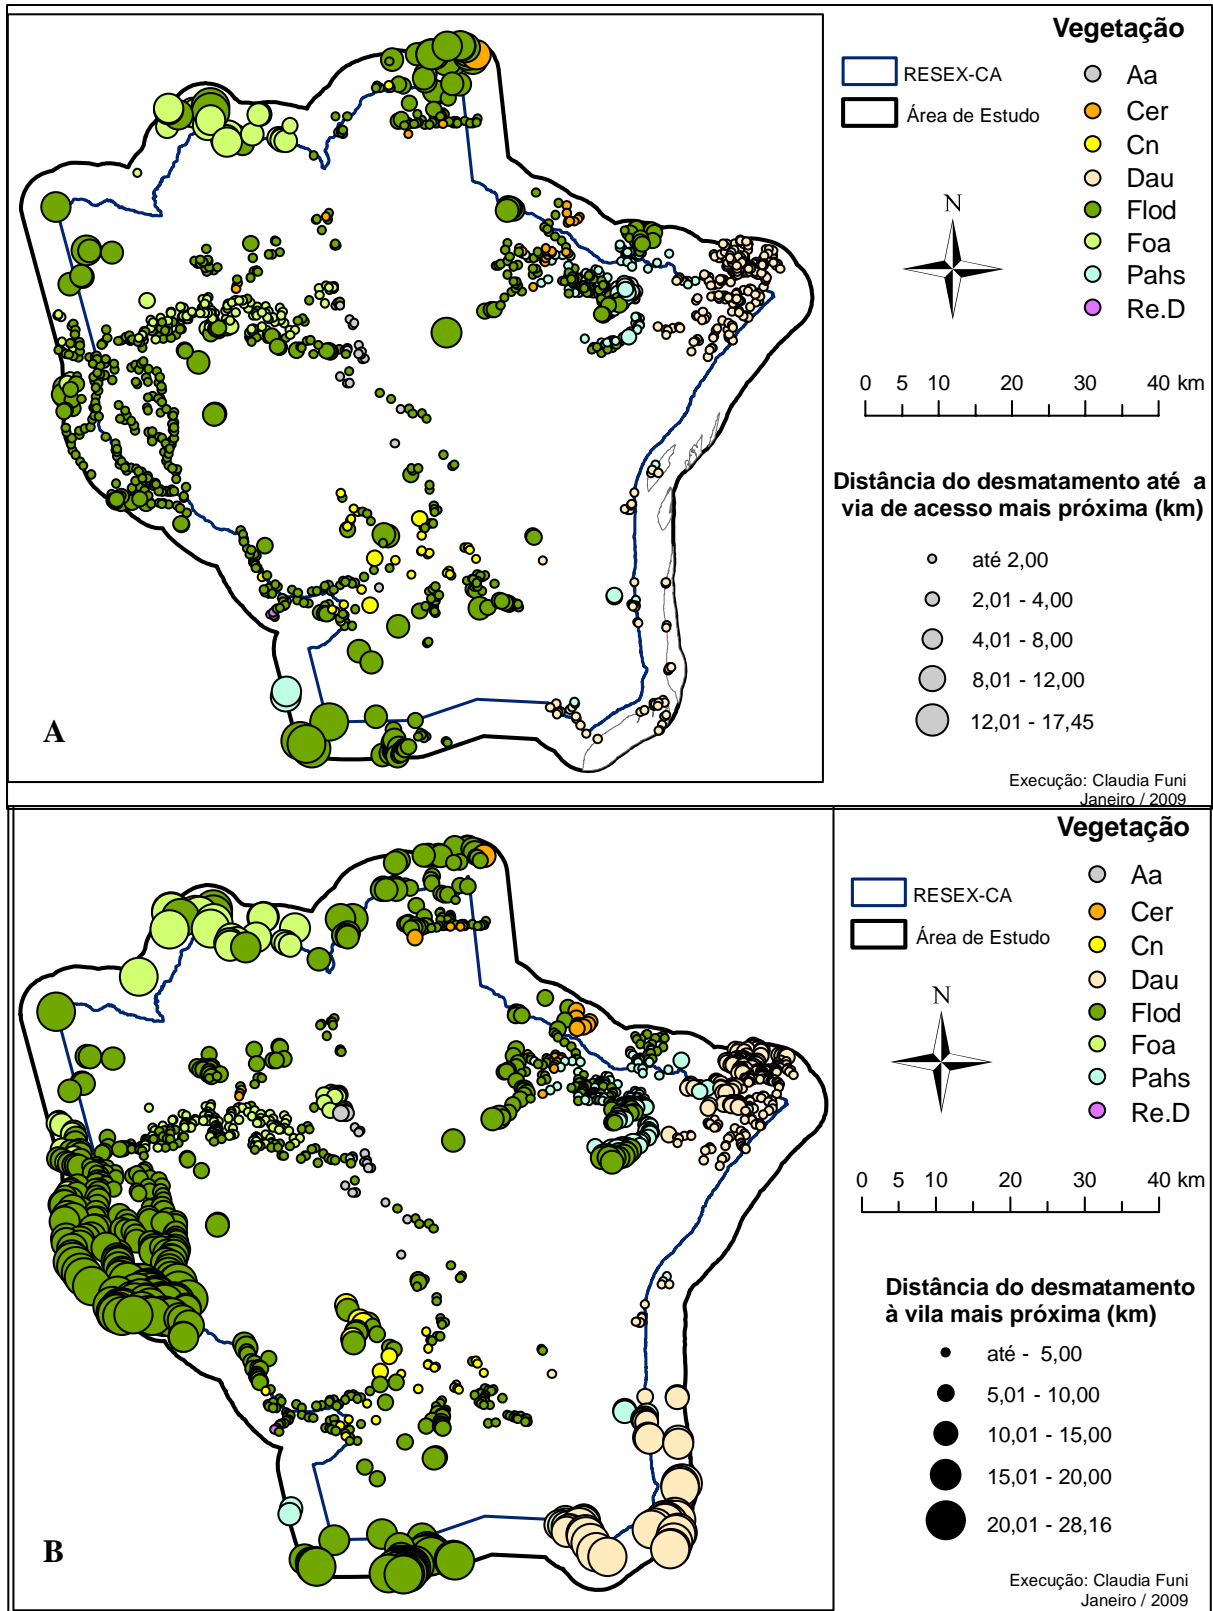 Vegetação
RESEX-CA
Área de Estudo
Aa
Cer
Cn
Dau
Flod
Foa
Pahs
Re.D
N
0 5 10 20 30 40 km
Distância do desmatamento até a
via de acesso mais próxima (km)
até 2,00
2,01 - 4,00
4,01 - 8,00
8,01 - 12,00
12,01 - 17,45
A
Execução: Claudia Funi
Janeiro / 2009
Vegetação
RESEX-CA
Área de Estudo
Aa
Cer
Cn
Dau
Flod
Foa
Pahs
Re.D
N
0 5 10 20 30 40 km
Distância do desmatamento
à vila mais próxima (km)
até - 5,00
5,01 - 10,00
10,01 - 15,00
15,01 - 20,00
20,01 - 28,16
B
Execução: Claudia Funi
Janeiro / 2009